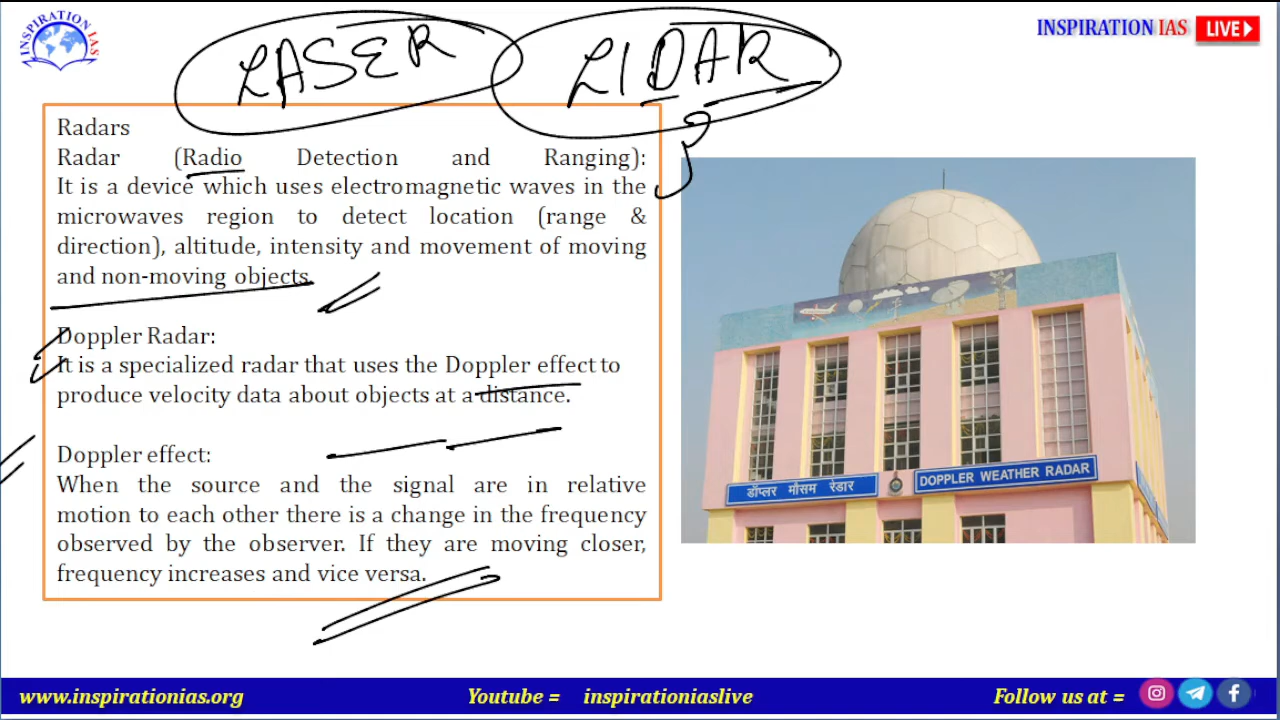 INSPIRATION IAS
LASER
LIDAR
INSPIRATION IAS LIVE
Radars
Radar (Radio Detection and Ranging):
It is a device which uses electromagnetic waves in the
microwaves region to detect location (range &
direction), altitude, intensity and movement of moving
and non-moving objects.
Doppler Radar:
It is a specialized radar that uses the Doppler effect to
produce velocity data about objects at a distance.
Doppler effect:
When the source and the signal are in relative
motion to each other there is a change in the frequency
observed by the observer. If they are moving closer,
frequency increases and vice versa.
डॉप्लर मौसम रेडार
DOPPLER WEATHER RADAR
www.inspirationias.org
Youtube = inspirationiaslive
Follow us at =